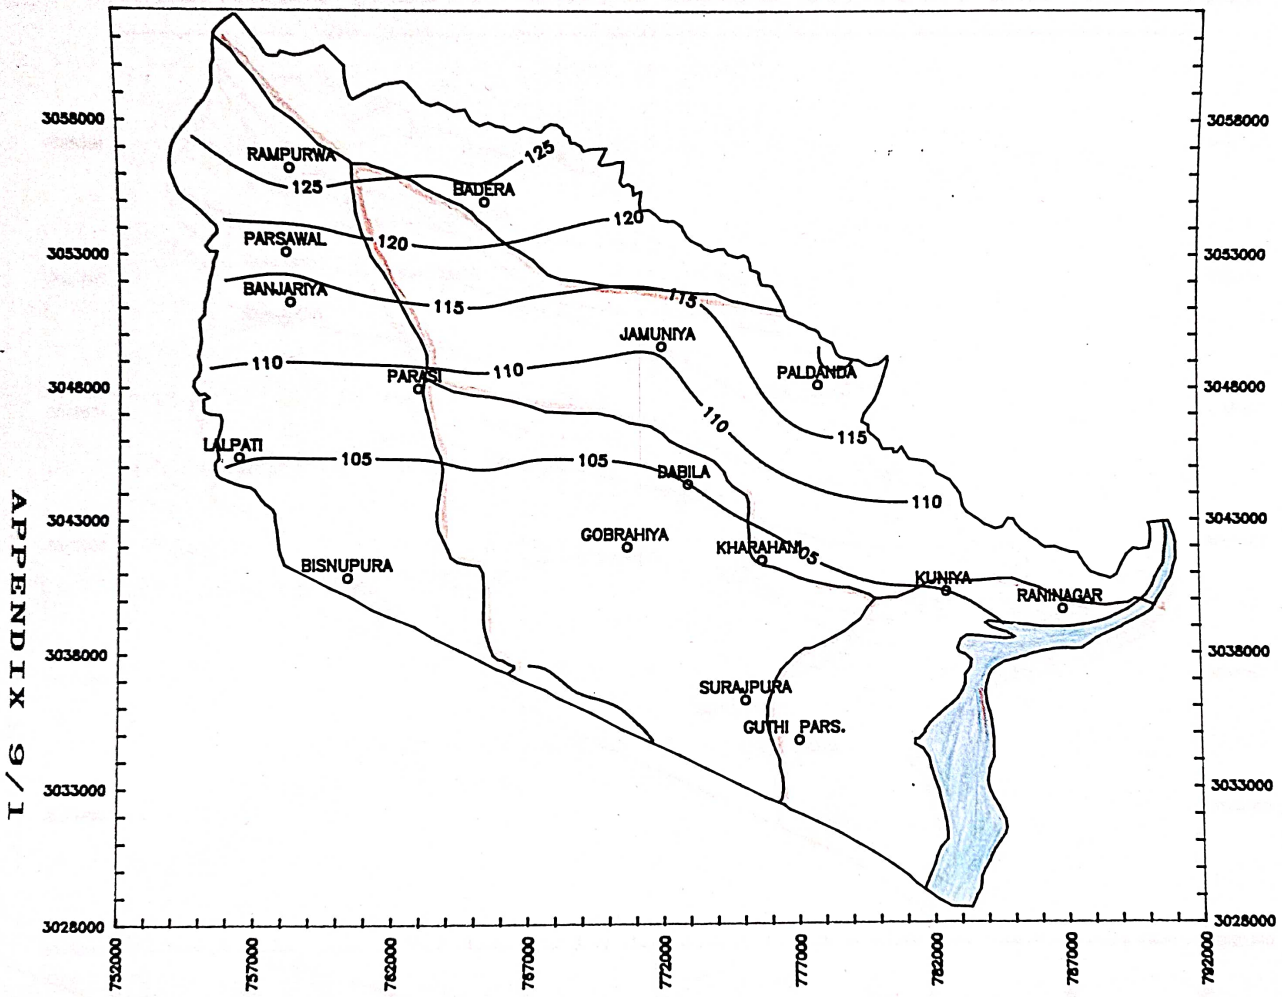 3058000
3058000
RAMPURWA
125
125
BADERA
120
PARSAWAL
120
3053000
3053000
BANJARIYA
115
115
JAMUNIYA
110
110
PALDANDA
PARASI
3048000
3048000
110
115
LALPATI
105
105
DABILA
110
3043000
3043000
GOBRAHIYA
KHARAHANI
105
BISNUPURA
KUNIYA
RANINAGAR
3038000
3038000
SURAJPURA
GUTHI PARS.
3033000
3033000
3028000
3028000
752000
757000
762000
767000
772000
777000
782000
787000
792000
APPENDIX 9/1